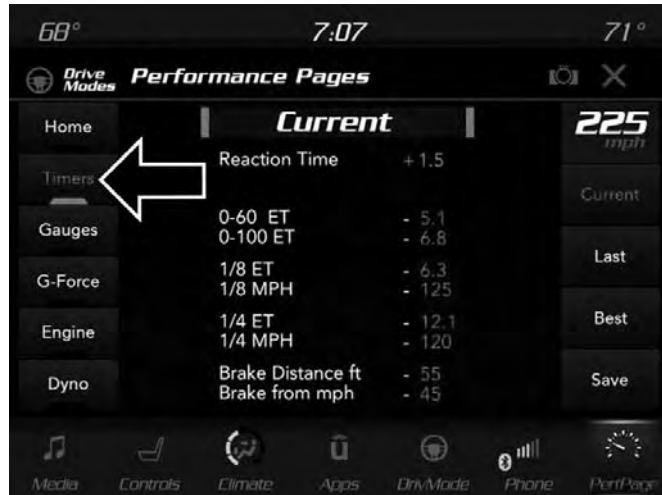 68°
7:07
71°
Drive
Modes
Performance Pages
Home
Timers
Gauges
G-Force
Engine
Dyno
Current
Reaction Time +1.5
0-60 ET - 5.1
0-100 ET - 6.8
1/8 ET - 6.3
1/8 MPH - 125
1/4 ET - 12.1
1/4 MPH - 120
Brake Distance ft - 55
Brake from mph - 45
225
mph
Current
Last
Best
Save
Media
Controls
Climate
Apps
DrivMode
Phone
PerfPage